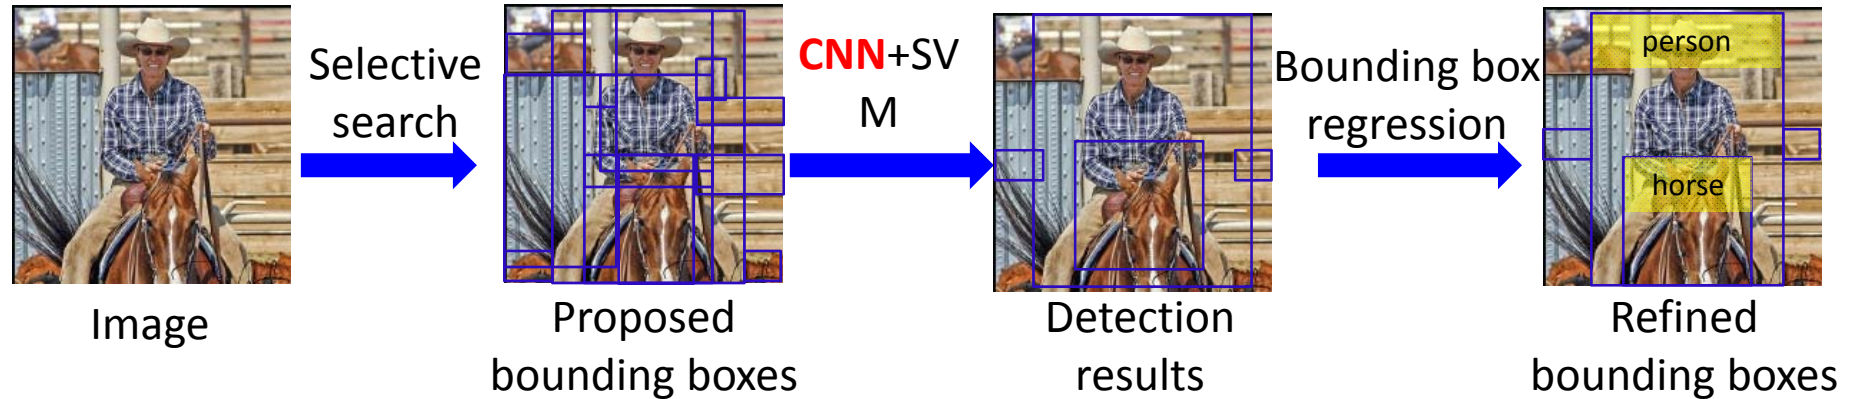 Selective
search
CNN+SV
M
Bounding box
regression
person
horse
Image
Proposed
bounding boxes
Detection
results
Refined
bounding boxes